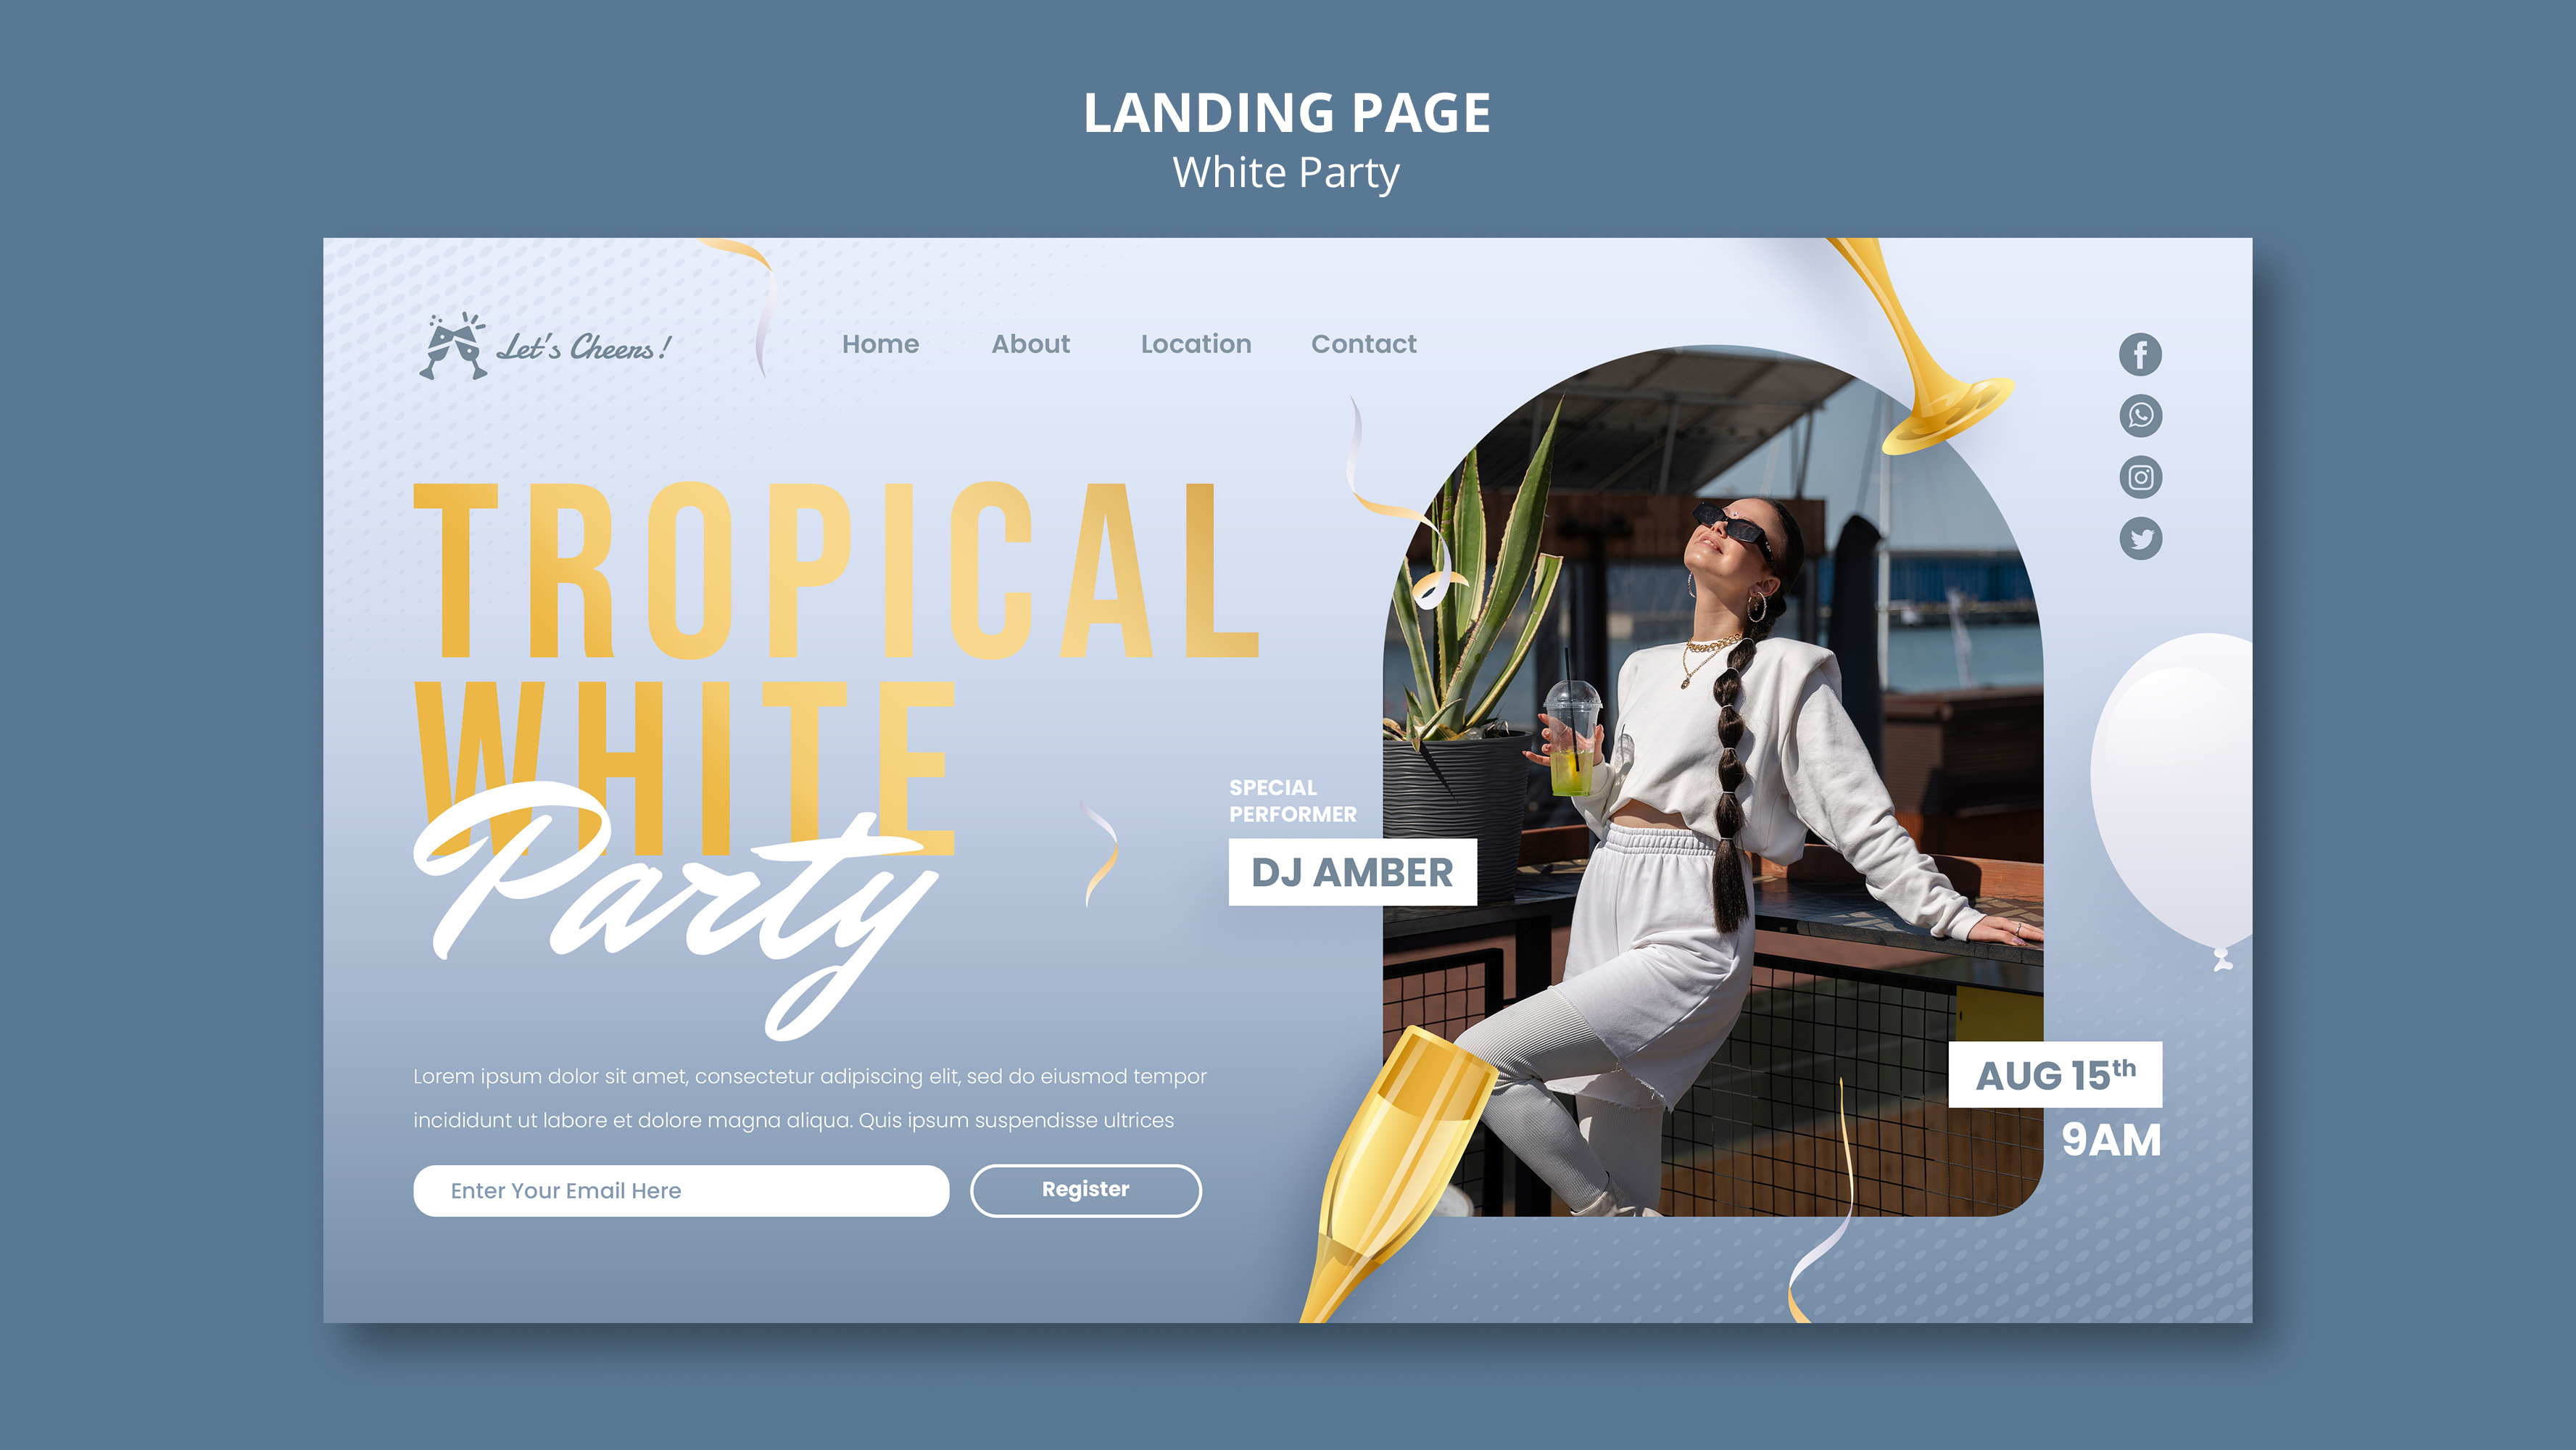 LANDING PAGE
White Party
Let's Cheers!
Home About Location Contact
TROPICAL
WHITE
Party
SPECIAL
PERFORMER
DJ AMBER
Lorem ipsum dolor sit amet, consectetur adipiscing elit, sed do eiusmod tempor
incididunt ut labore et dolore magna aliqua. Quis ipsum suspendisse ultrices
Enter Your Email Here
Register
AUG 15th
9AM